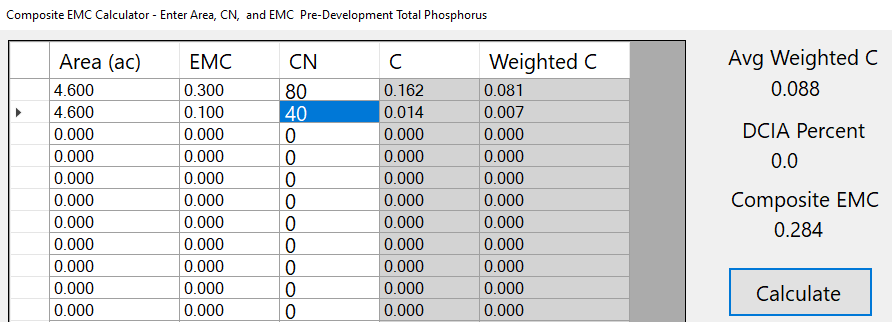 Composite EMC Calculator - Enter Area, CN,  and EMC  Pre-Development Total Phosphorus
Area (ac) EMC CN C Weighted C
4.600 0.300 80 0.162 0.081
4.600 0.100 40 0.014 0.007
0.000 0.000 0 0.000 0.000
0.000 0.000 0 0.000 0.000
0.000 0.000 0 0.000 0.000
0.000 0.000 0 0.000 0.000
0.000 0.000 0 0.000 0.000
0.000 0.000 0 0.000 0.000
0.000 0.000 0 0.000 0.000
0.000 0.000 0 0.000 0.000
0.000 0.000 0 0.000 0.000
Avg Weighted C
0.088
DCIA Percent
0.0
Composite EMC
0.284
Calculate